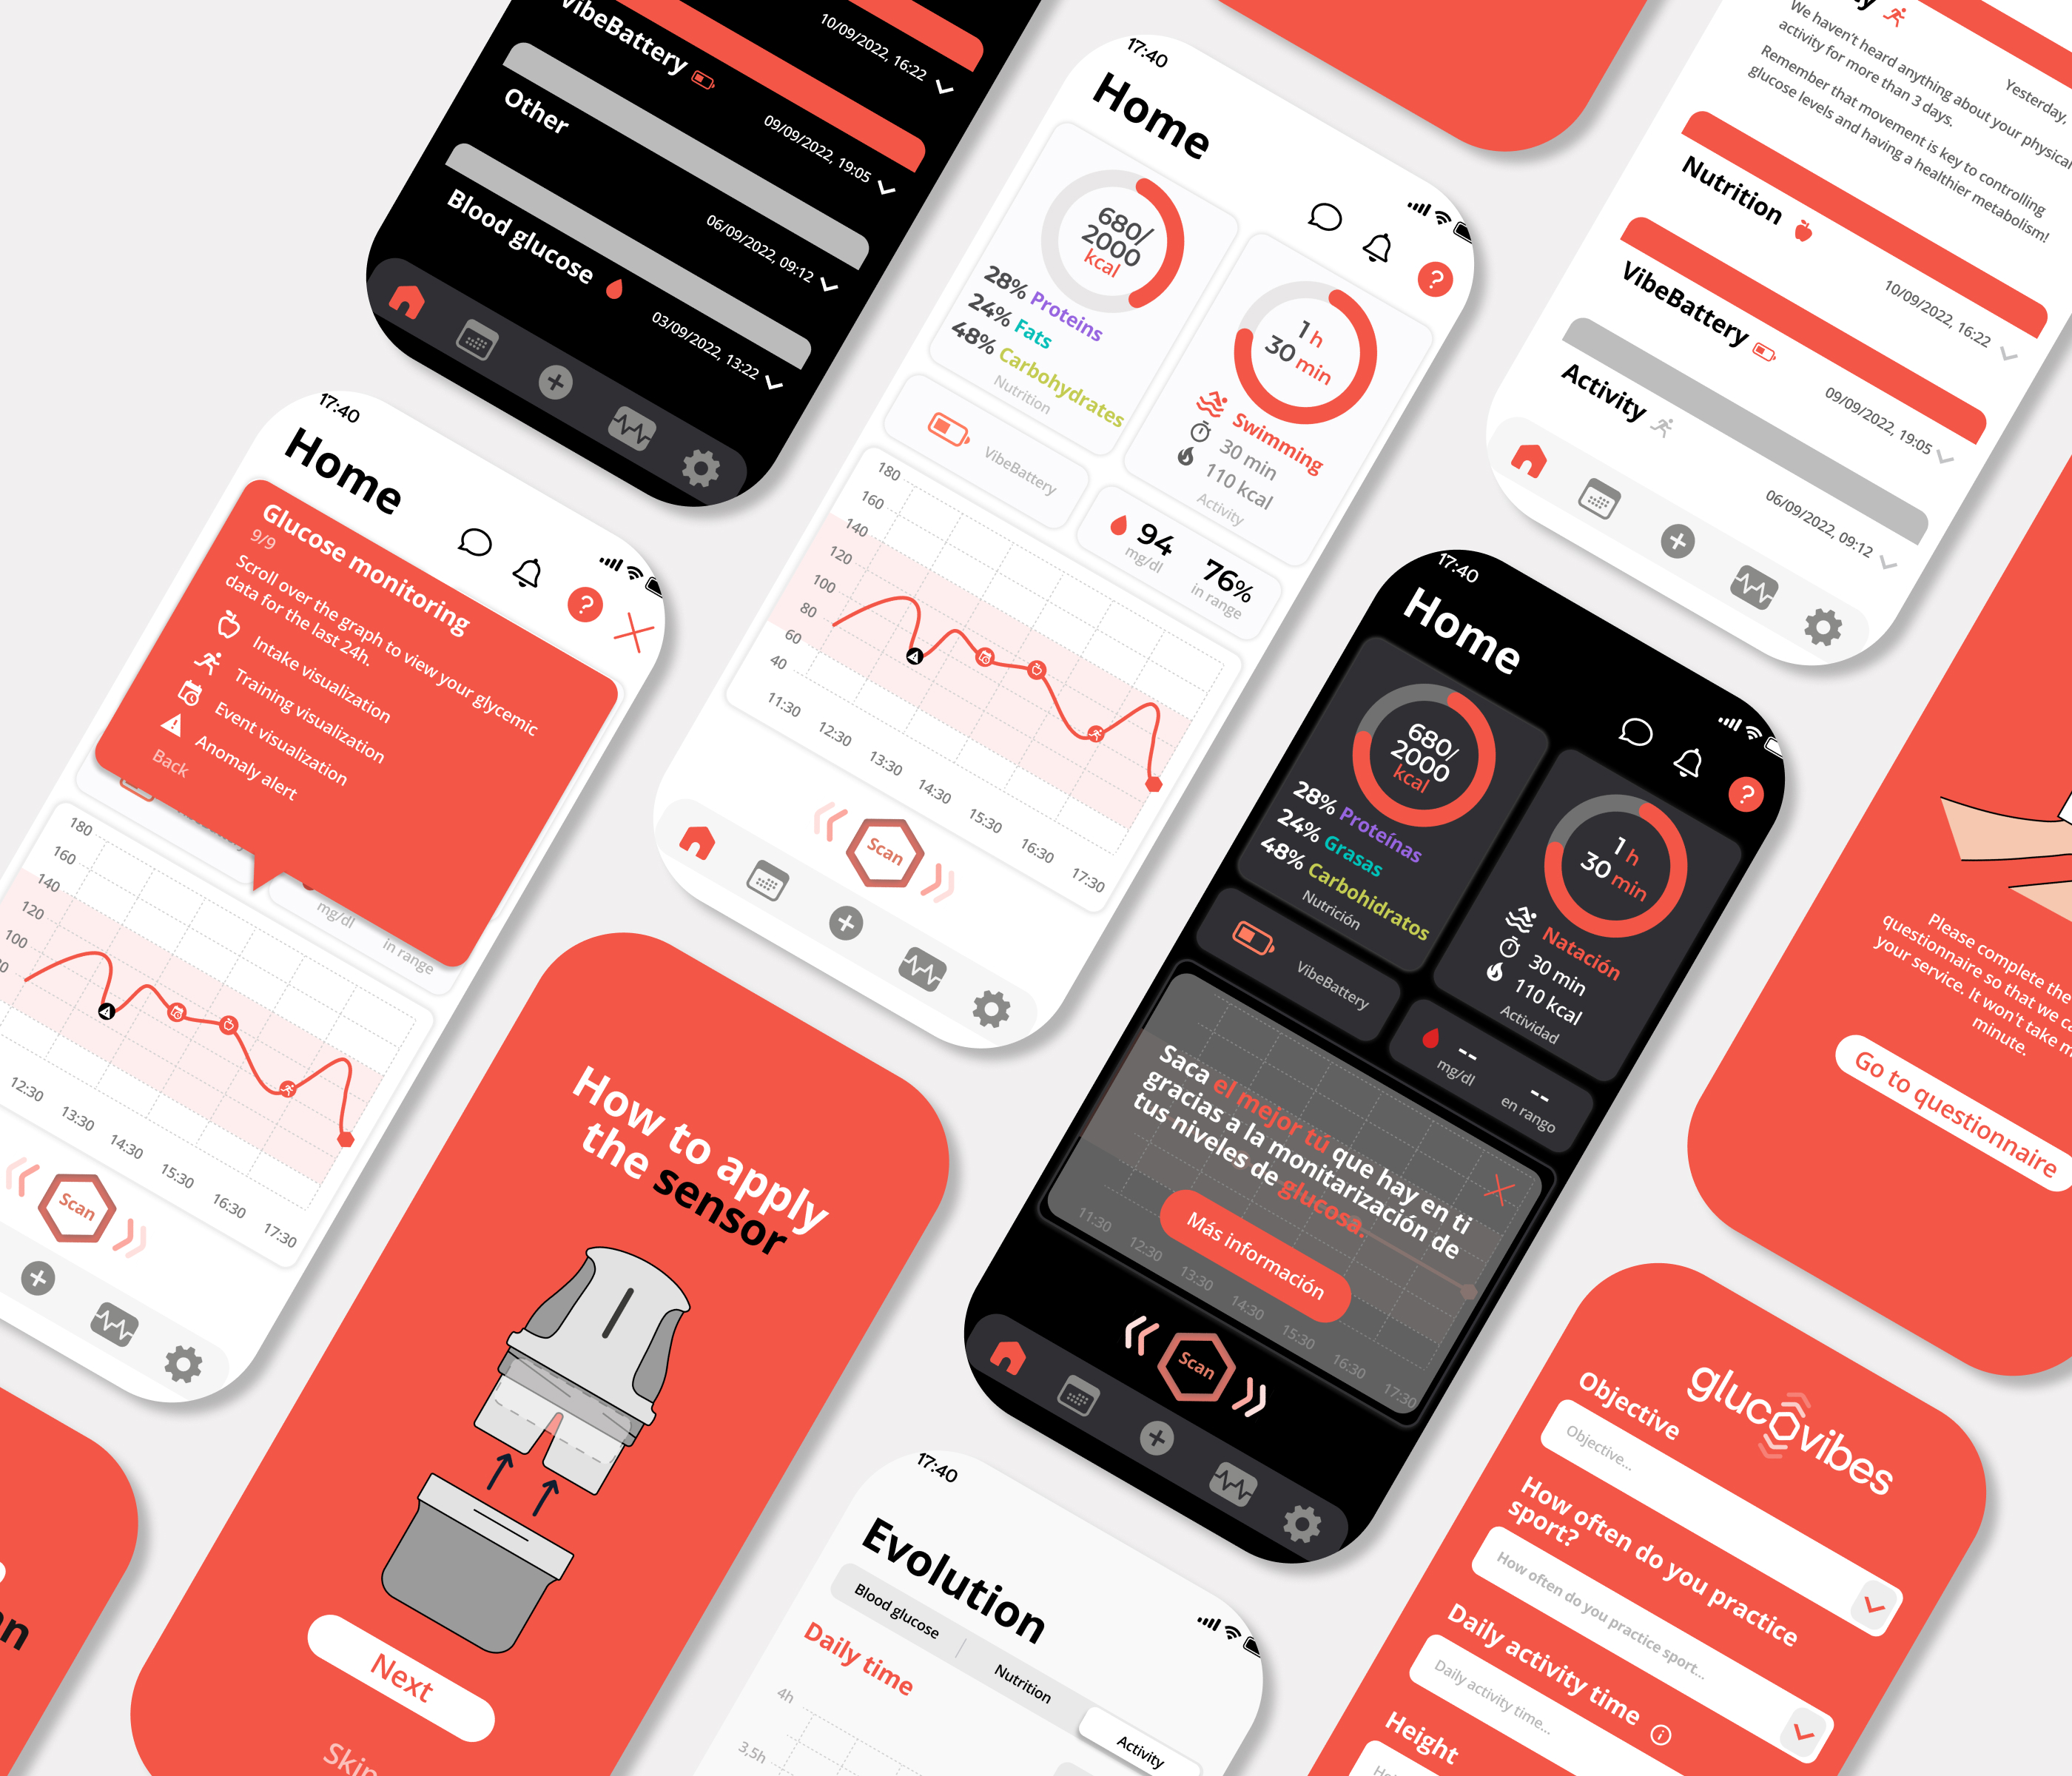 VibeBattery
10/09/2022, 16:22
Other
09/09/2022, 19:05
Blood glucose
06/09/2022, 09:12
03/09/2022, 13:22
17:40
Home
?
680/
2000
kcal
28% Proteins
24% Fats
48% Carbohydrates
Nutrition
1 h
30 min
Swimming
30 min
110 kcal
Activity
VibeBattery
94
mg/dl
76%
in range
180
160
140
120
100
80
60
40
11:30
12:30
13:30
14:30
15:30
16:30
17:30
Scan
We haven't heard anything about your physical
activity for more than 3 days.
Remember that movement is key to controlling
glucose levels and having a healthier metabolism!
Yesterday,
Nutrition
10/09/2022, 16:22
VibeBattery
09/09/2022, 19:05
Activity
06/09/2022, 09:12
17:40
Home
?
Glucose monitoring
9/9
Scroll over the graph to view your glycemic
data for the last 24h.
Intake visualization
Training visualization
Event visualization
Anomaly alert
Back
mg/dl
in range
180
160
140
120
100
12:30
13:30
14:30
15:30
16:30
17:30
Scan
17:40
Home
?
680/
2000
kcal
28% Proteínas
24% Grasas
48% Carbohidratos
Nutrición
1 h
30 min
Natación
30 min
110 kcal
Actividad
VibeBattery
--
mg/dl
--
en rango
Saca el mejor tú que hay en ti
gracias a la monitarización de
tus niveles de glucosa.
Más información
11:30
12:30
13:30
14:30
15:30
16:30
17:30
Scan
Please complete the
questionnaire so that we
your service. It won't take
minute.
Go to questionnaire
How to apply
the sensor
Next
Skip
17:40
Evolution
Blood glucose
Nutrition
Activity
Daily time
4h
3,5h
glucovibes
Objective
Objective...
How often do you practice
sport?
How often do you practice sport...
Daily activity time
Daily activity time...
Height